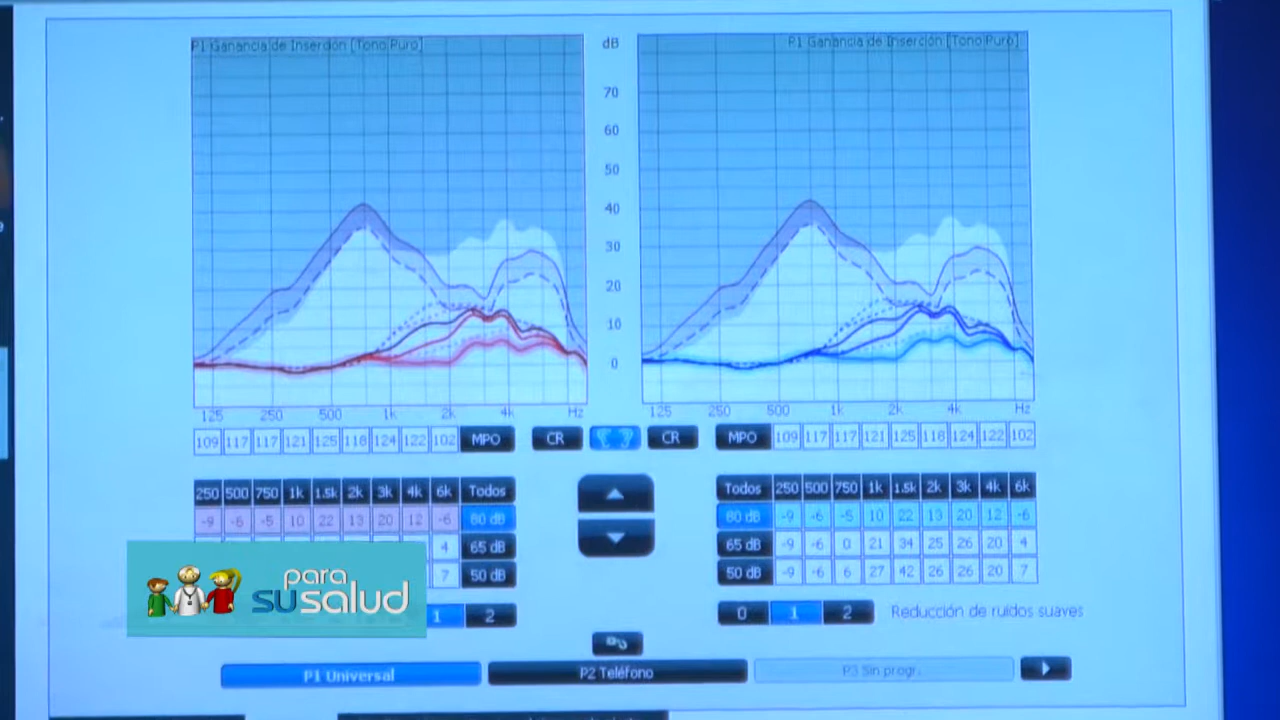 P1 Ganancia de Inserción [Tono Puro]
dB
P1 Ganancia de Inserción [Tono Puro]
70
60
50
40
30
20
10
0
125 250 500 1k 2k 4k Hz
125 250 500 1k 2k 4k Hz
109 117 117 121 125 118 124 122 102 MPO CR CR MPO 109 117 117 121 125 118 124 122 102
250 500 750 1k 1.5k 2k 3k 4k 6k Todos
Todos 250 500 750 1k 1.5k 2k 3k 4k 6k
-9 -6 -5 10 22 13 20 12 -6 80 dB
80 dB -9 -6 -5 10 22 13 20 12 -6
4 65 dB
65 dB -9 -6 0 21 34 25 26 20 4
7 50 dB
50 dB -9 -6 6 27 42 26 26 20 7
para
susalud
1 2
0 1 2 Reducción de ruidos suaves
P1 Universal P2 Teléfono P3 Sin progr.